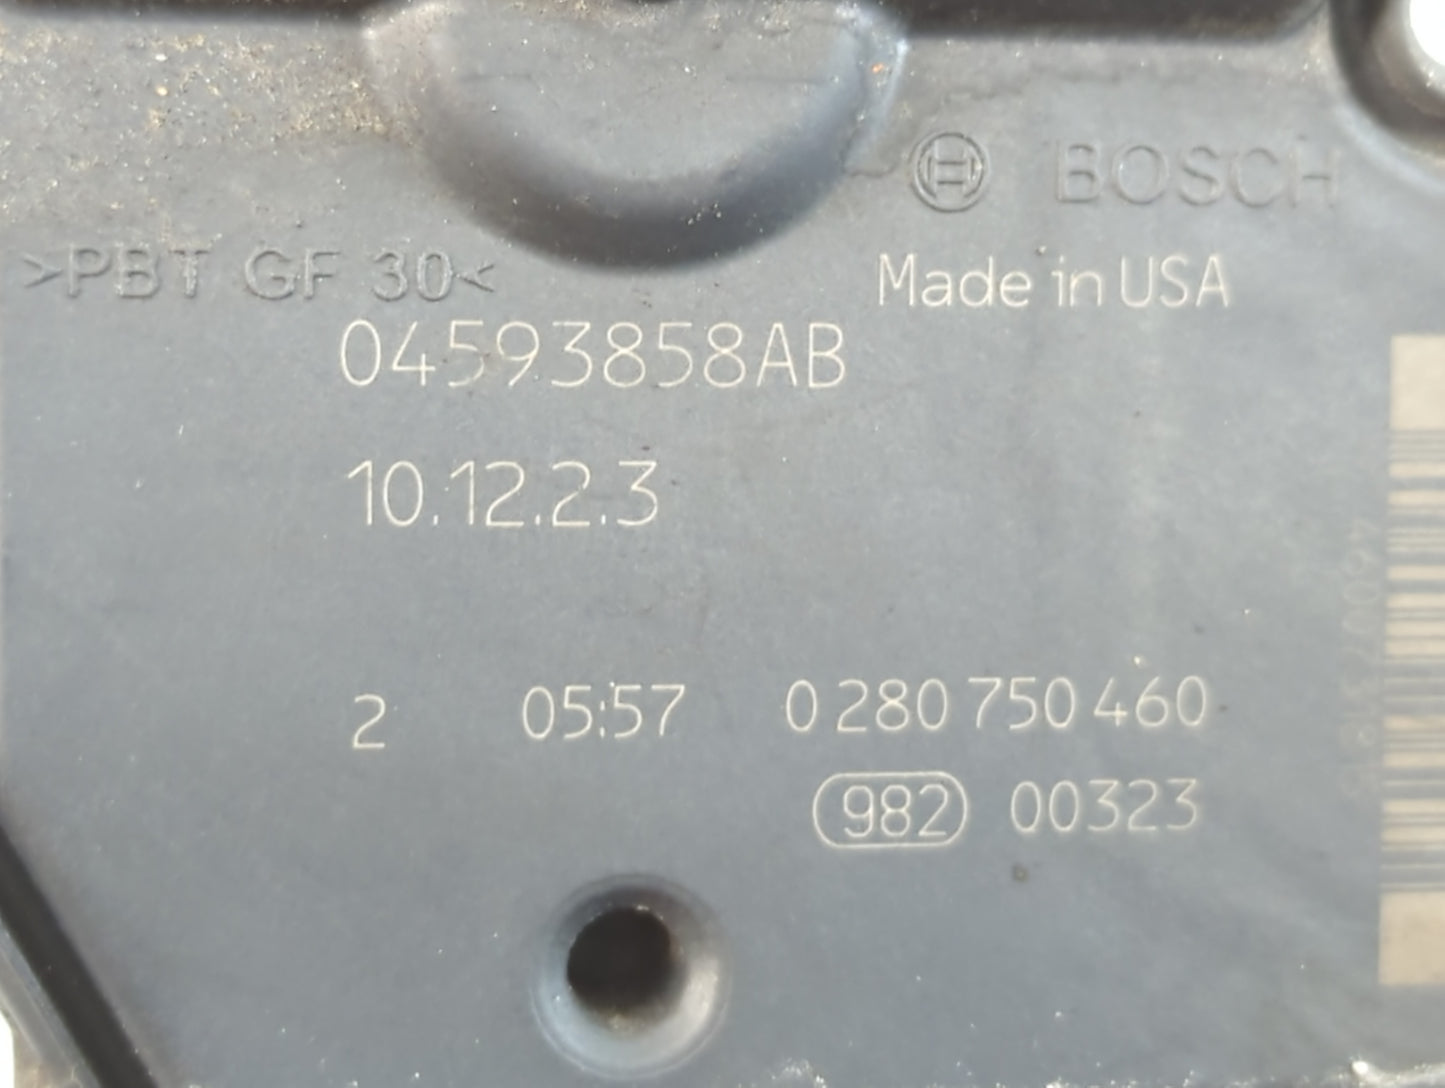 BOSCH
>PBT GF 30<
Made in USA
04593858AB
10.12.2.3
2 05:57 0 280 750 460
982 00323